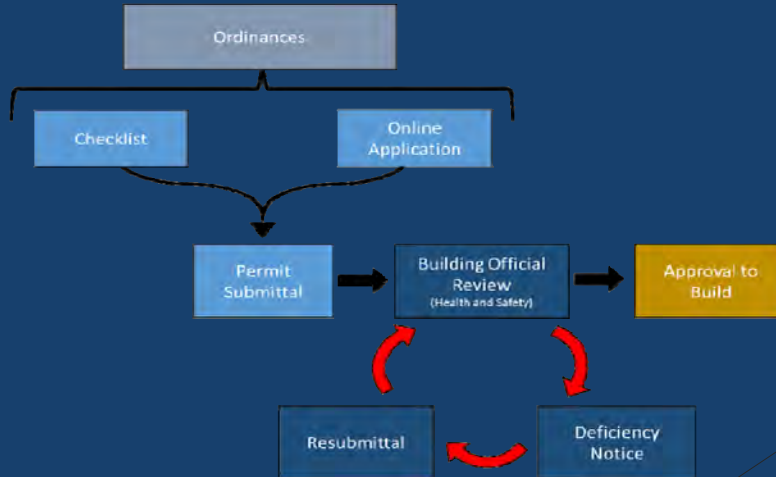 Ordinances
Checklist
Online
Application
Permit
Submittal
Building Official
Review
(Health and Safety)
Approval to
Build
Resubmittal
Deficiency
Notice